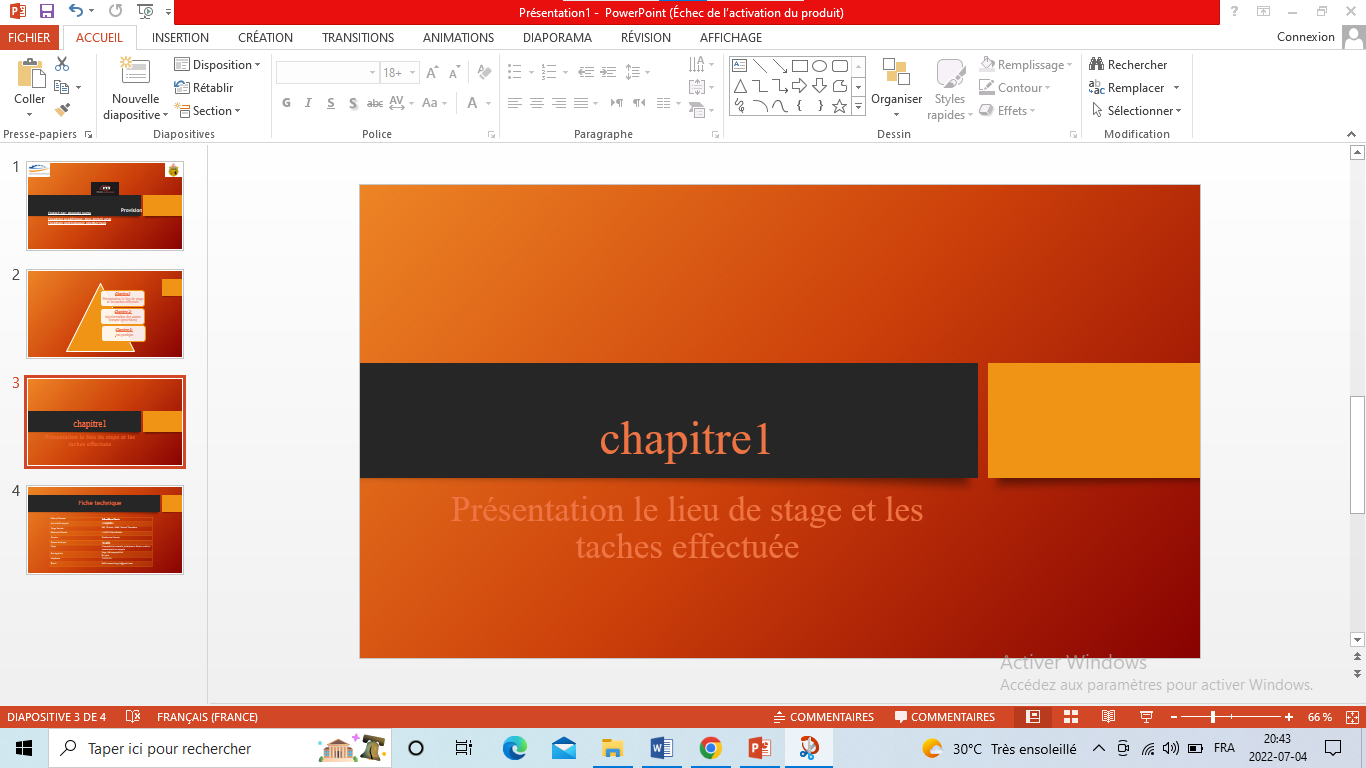 Présentation1 - PowerPoint (Échec de l'activation du produit)
FICHIER ACCUEIL INSERTION CRÉATION TRANSITIONS ANIMATIONS DIAPORAMA RÉVISION AFFICHAGE Connexion
Coller
Nouvelle diapositive
Disposition
Rétablir
Section
18+
G I S S abc AV Aa A
Organiser
Styles rapides
Remplissage
Contour
Effets
Rechercher
Remplacer
Sélectionner
Presse-papiers Diapositives Police Paragraphe Dessin Modification
1
Provision
2
Chapitre1
Chapitre 2:
Chapitre 3:
3
chapitre1
Présentation le lieu de stage et les
taches effectuée
4
Fiche technique
chapitre1
Présentation le lieu de stage et les
taches effectuée
Activer Windows
Accédez aux paramètres pour activer Windows.
DIAPOSITIVE 3 DE 4 FRANÇAIS (FRANCE) COMMENTAIRES COMMENTAIRES 66 %
Taper ici pour rechercher
30°C Très ensoleillé
FRA
20:43
2022-07-04